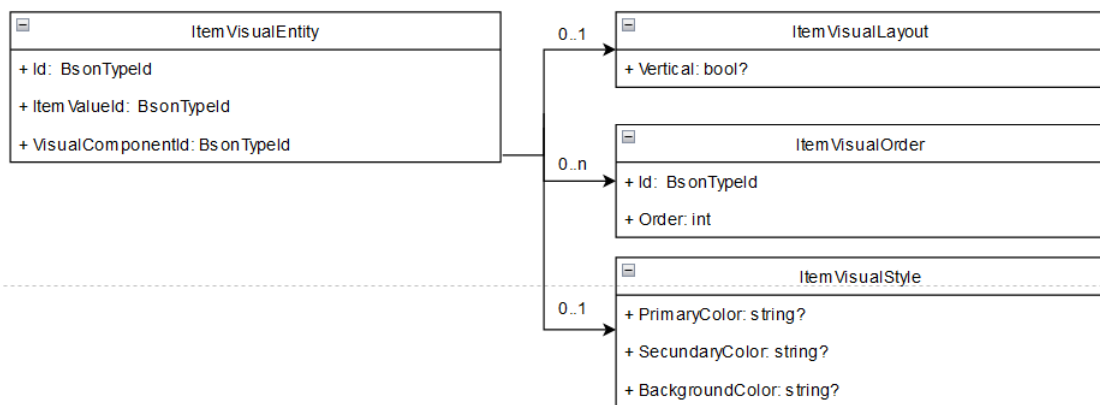 ItemVisualEntity
+ Id: BsonTypeId
+ ItemValueId: BsonTypeId
+ VisualComponentId: BsonTypeId
0..1
ItemVisualLayout
+ Vertical: bool?
0..n
ItemVisualOrder
+ Id: BsonTypeId
+ Order: int
0..1
ItemVisualStyle
+ PrimaryColor: string?
+ SecundaryColor: string?
+ BackgroundColor: string?